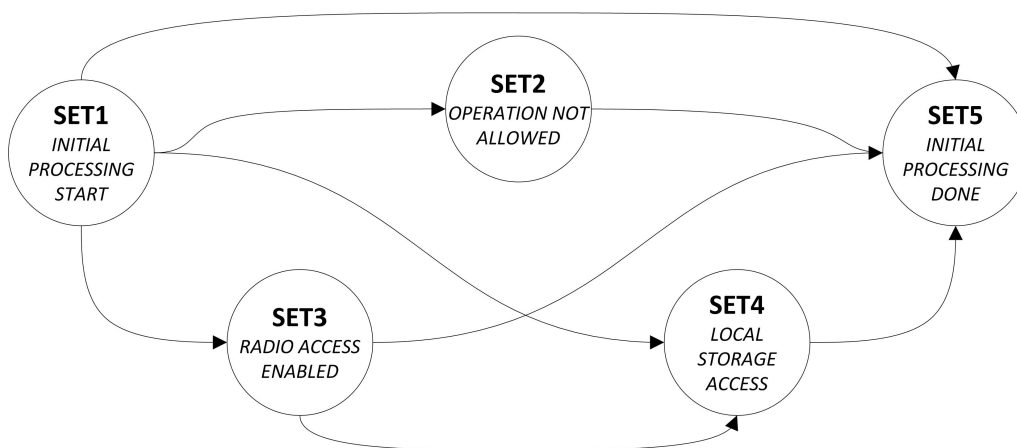 SET1
INITIAL
PROCESSING
START
SET2
OPERATION NOT
ALLOWED
SET5
INITIAL
PROCESSING
DONE
SET3
RADIO ACCESS
ENABLED
SET4
LOCAL
STORAGE
ACCESS